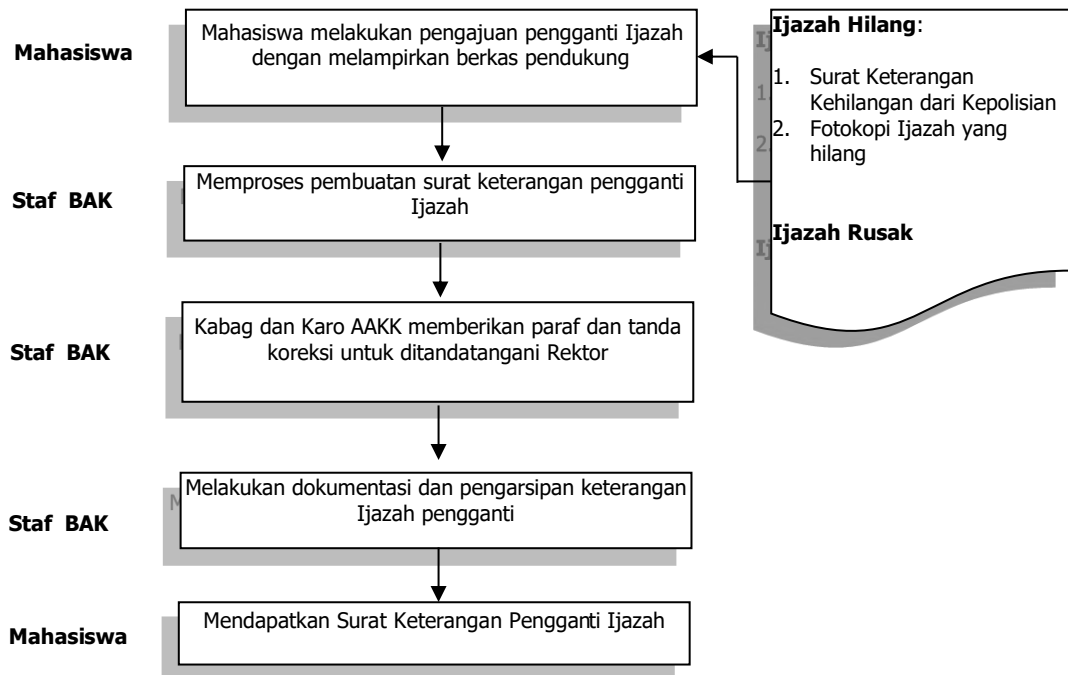 Mahasiswa
Mahasiswa melakukan pengajuan pengganti Ijazah
dengan melampirkan berkas pendukung
Ijazah Hilang:
1. Surat Keterangan
Kehilangan dari Kepolisian
2. Fotokopi Ijazah yang
hilang
Ijazah Rusak
Staf BAK
Memproses pembuatan surat keterangan pengganti
Ijazah
Staf BAK
Kabag dan Karo AAKK memberikan paraf dan tanda
koreksi untuk ditandatangani Rektor
Staf BAK
Melakukan dokumentasi dan pengarsipan keterangan
Ijazah pengganti
Mahasiswa
Mendapatkan Surat Keterangan Pengganti Ijazah